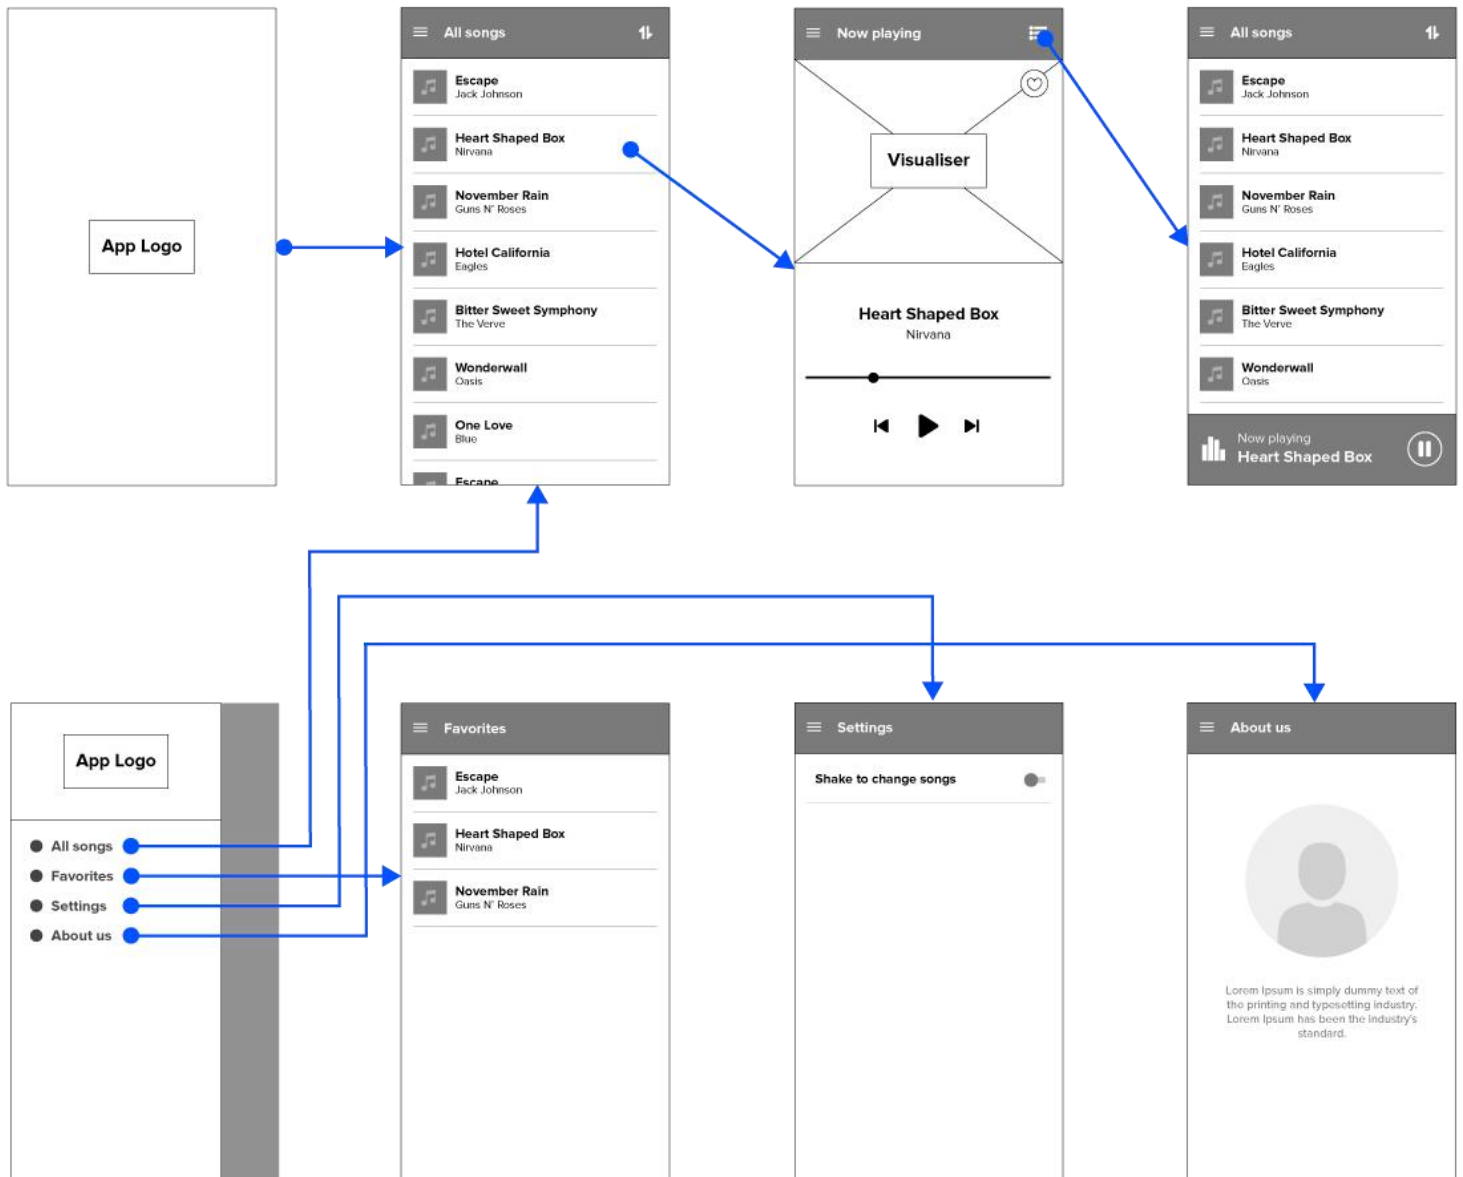 App Logo
All songs
Escape
Jack Johnson
Heart Shaped Box
Nirvana
November Rain
Guns N' Roses
Hotel California
Eagles
Bitter Sweet Symphony
The Verve
Wonderwall
Oasis
One Love
Blue
Escape
Now playing
Visualiser
Heart Shaped Box
Nirvana
All songs
Escape
Jack Johnson
Heart Shaped Box
Nirvana
November Rain
Guns N' Roses
Hotel California
Eagles
Bitter Sweet Symphony
The Verve
Wonderwall
Oasis
Now playing
Heart Shaped Box
App Logo
All songs
Favorites
Settings
About us
Favorites
Escape
Jack Johnson
Heart Shaped Box
Nirvana
November Rain
Guns N' Roses
Settings
Shake to change songs
About us
Lorem Ipsum is simply dummy text of
the printing and typesetting industry.
Lorem Ipsum has been the industry's
standard.